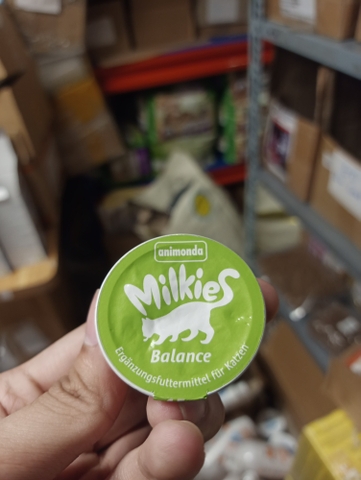 animonda
Milkies
Balance
Ergänzungsfuttermittel für Katzen